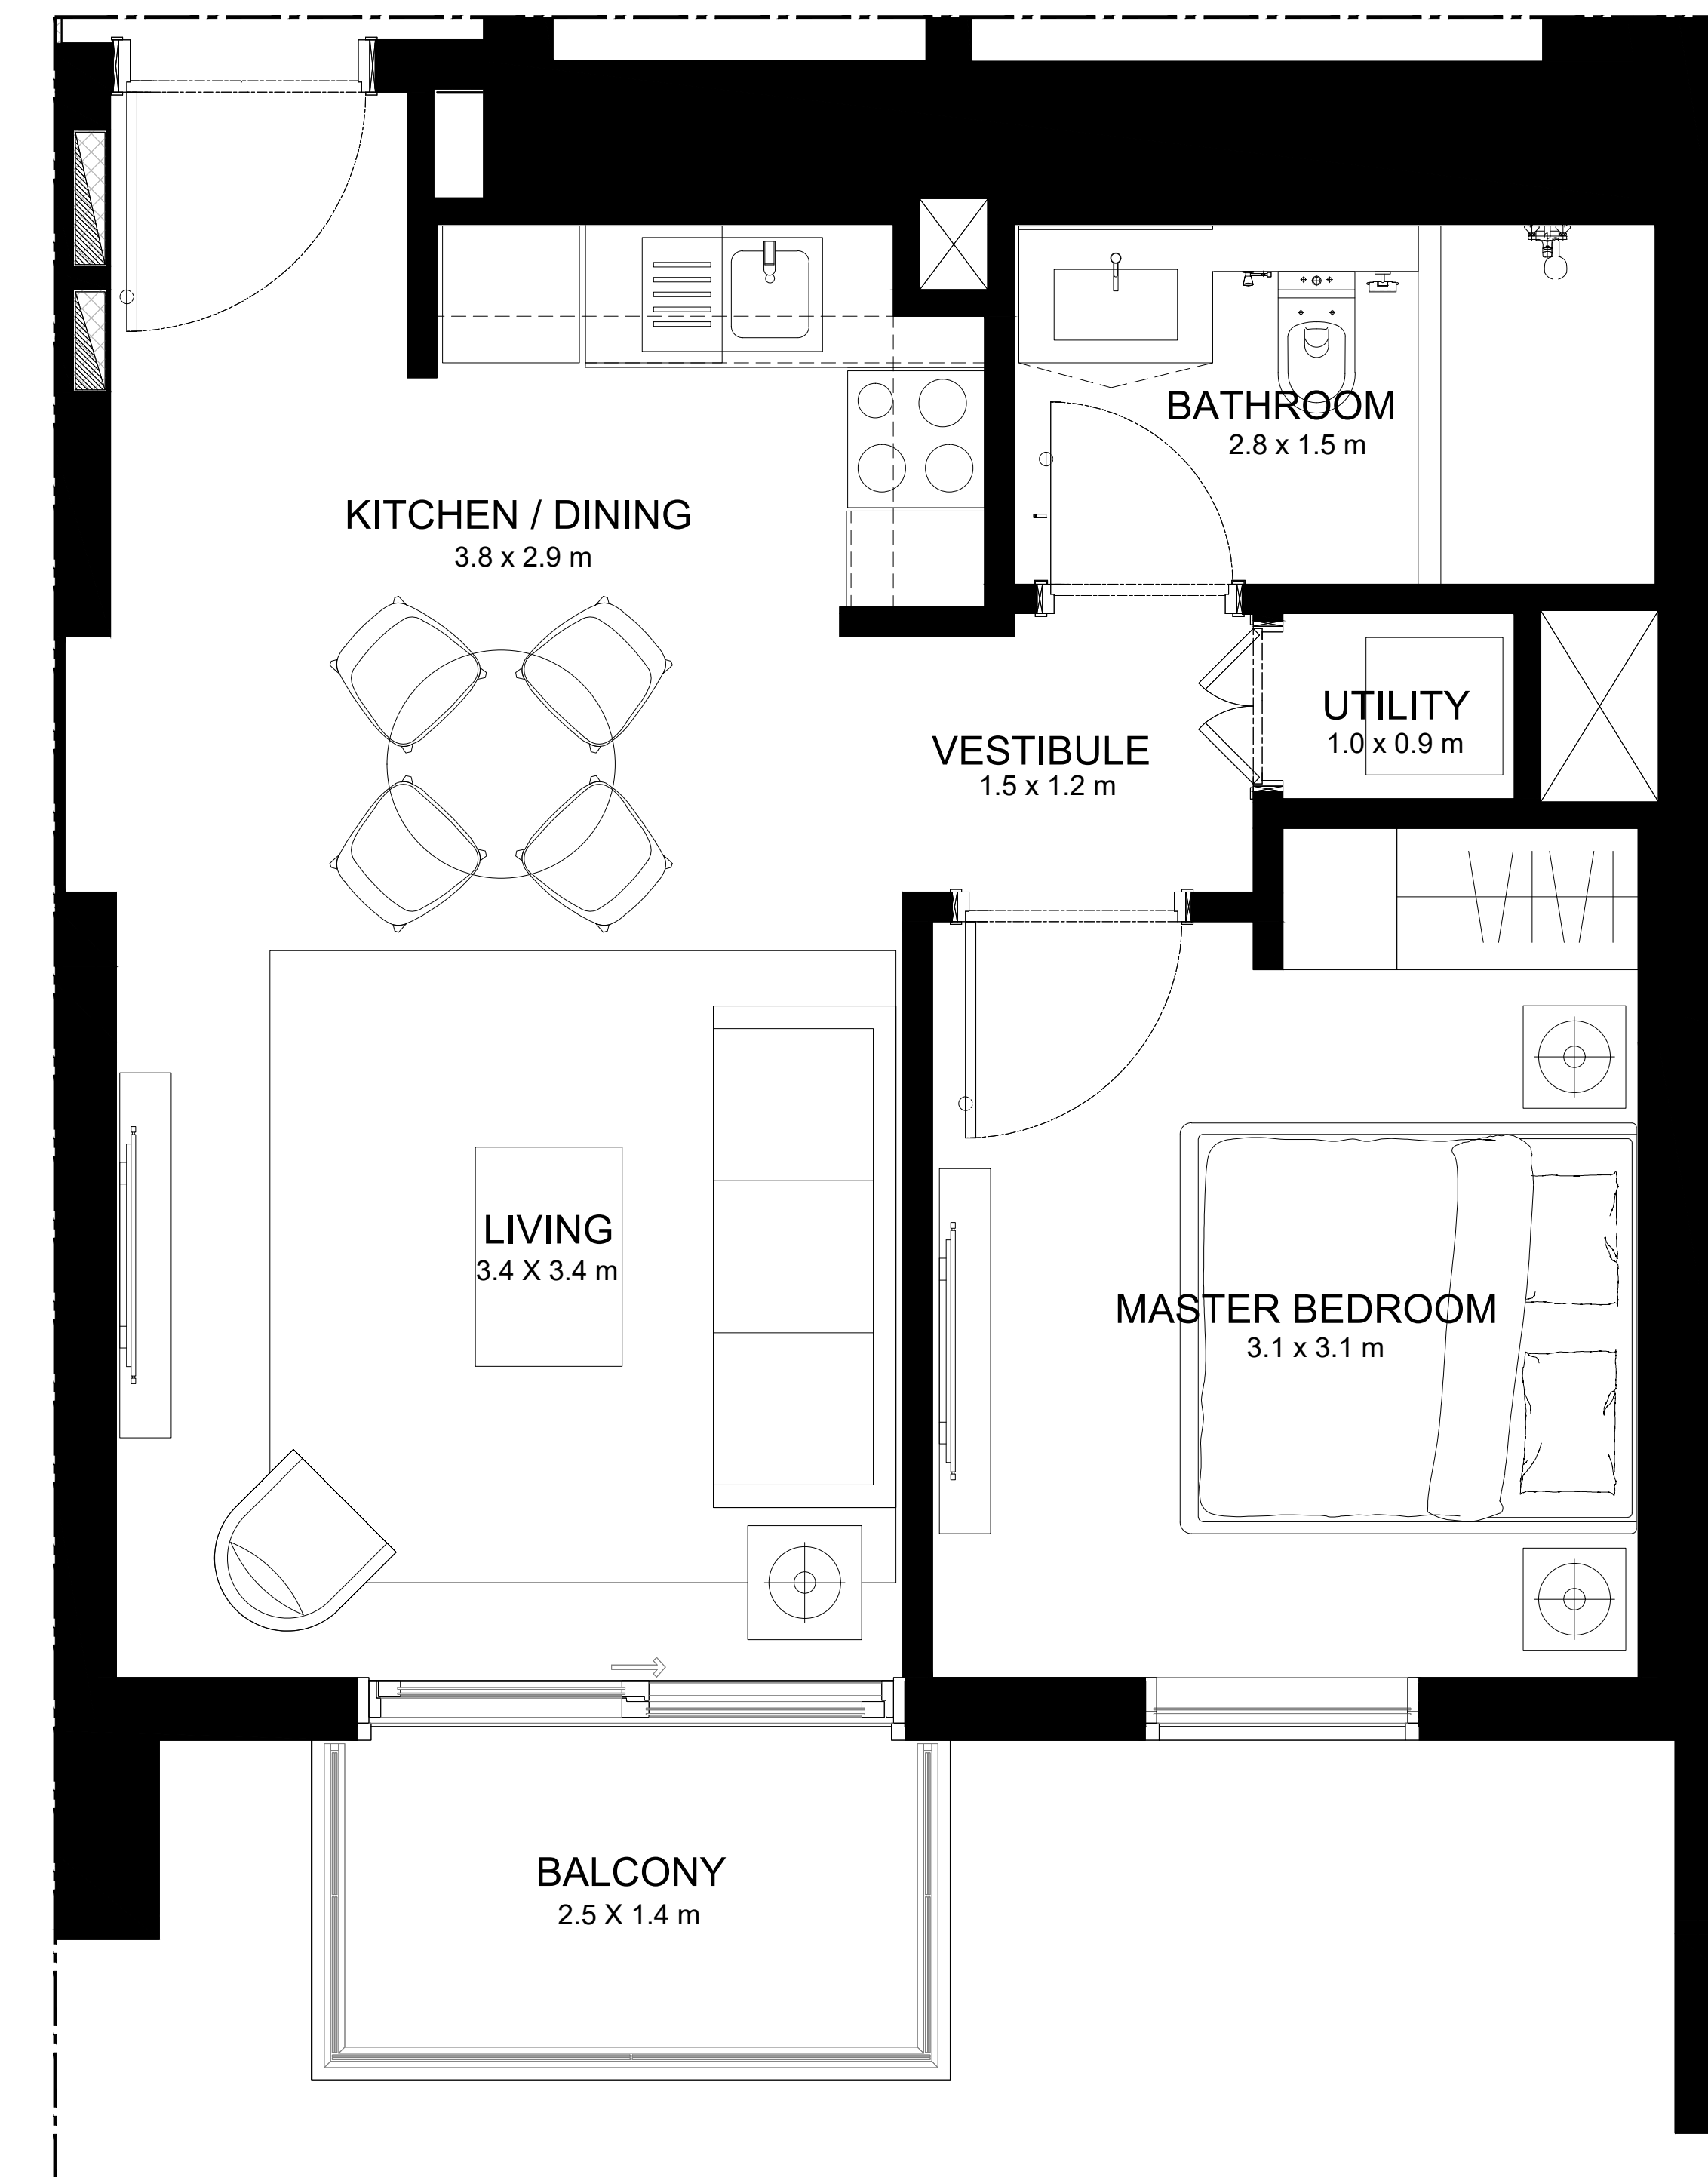 BATHROOM
2.8 x 1.5 m
KITCHEN / DINING
3.8 x 2.9 m
UTILITY
1.0 x 0.9 m
VESTIBULE
1.5 x 1.2 m
LIVING
3.4 X 3.4 m
MASTER BEDROOM
3.1 x 3.1 m
BALCONY
2.5 X 1.4 m